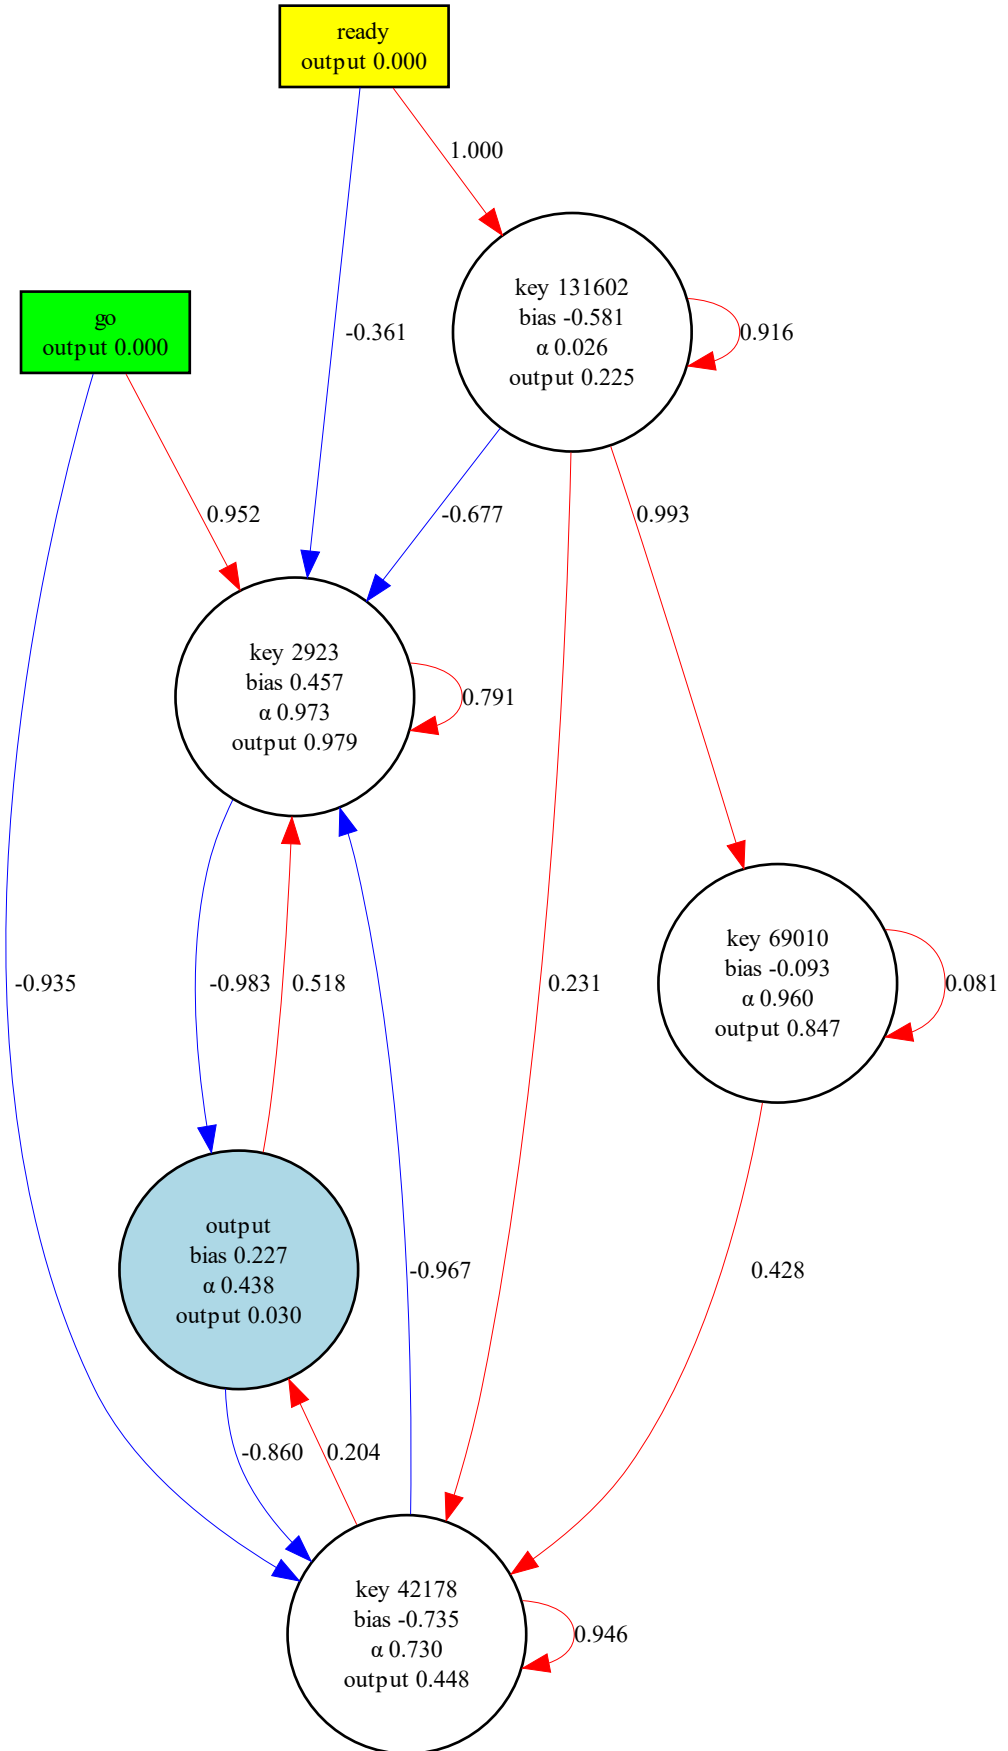 ready
output 0.000
1.000
go
output 0.000
-0.361
key 131602
bias -0.581
α 0.026
output 0.225
0.916
0.952
-0.677
0.993
key 2923
bias 0.457
α 0.973
output 0.979
0.791
-0.935
-0.983
0.518
0.231
key 69010
bias -0.093
α 0.960
output 0.847
0.081
output
bias 0.227
α 0.438
output 0.030
-0.967
0.428
-0.860
0.204
key 42178
bias -0.735
α 0.730
output 0.448
0.946